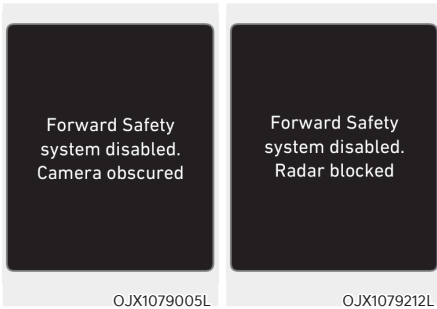 Forward Safety
system disabled.
Camera obscured
OJX1079005L
Forward Safety
system disabled.
Radar blocked
OJX1079212L